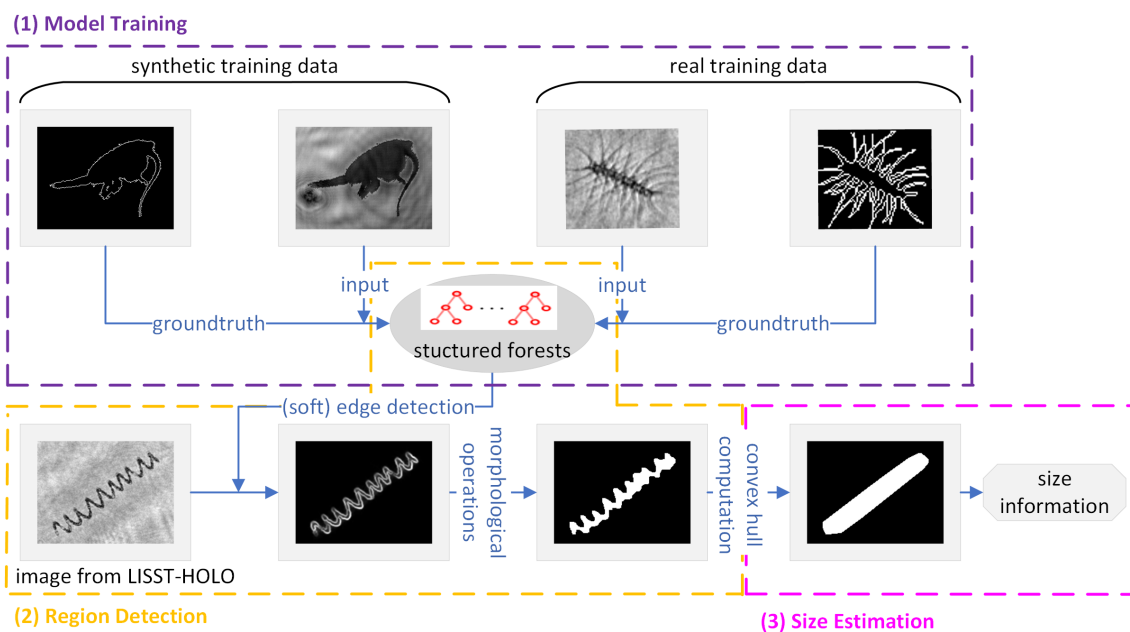 (1) Model Training
synthetic training data
real training data
input
input
groundtruth
groundtruth
. . .
stuctured forests
(soft) edge detection
morphological
operations
convex hull
computation
size
information
image from LISST-HOLO
(2) Region Detection
(3) Size Estimation